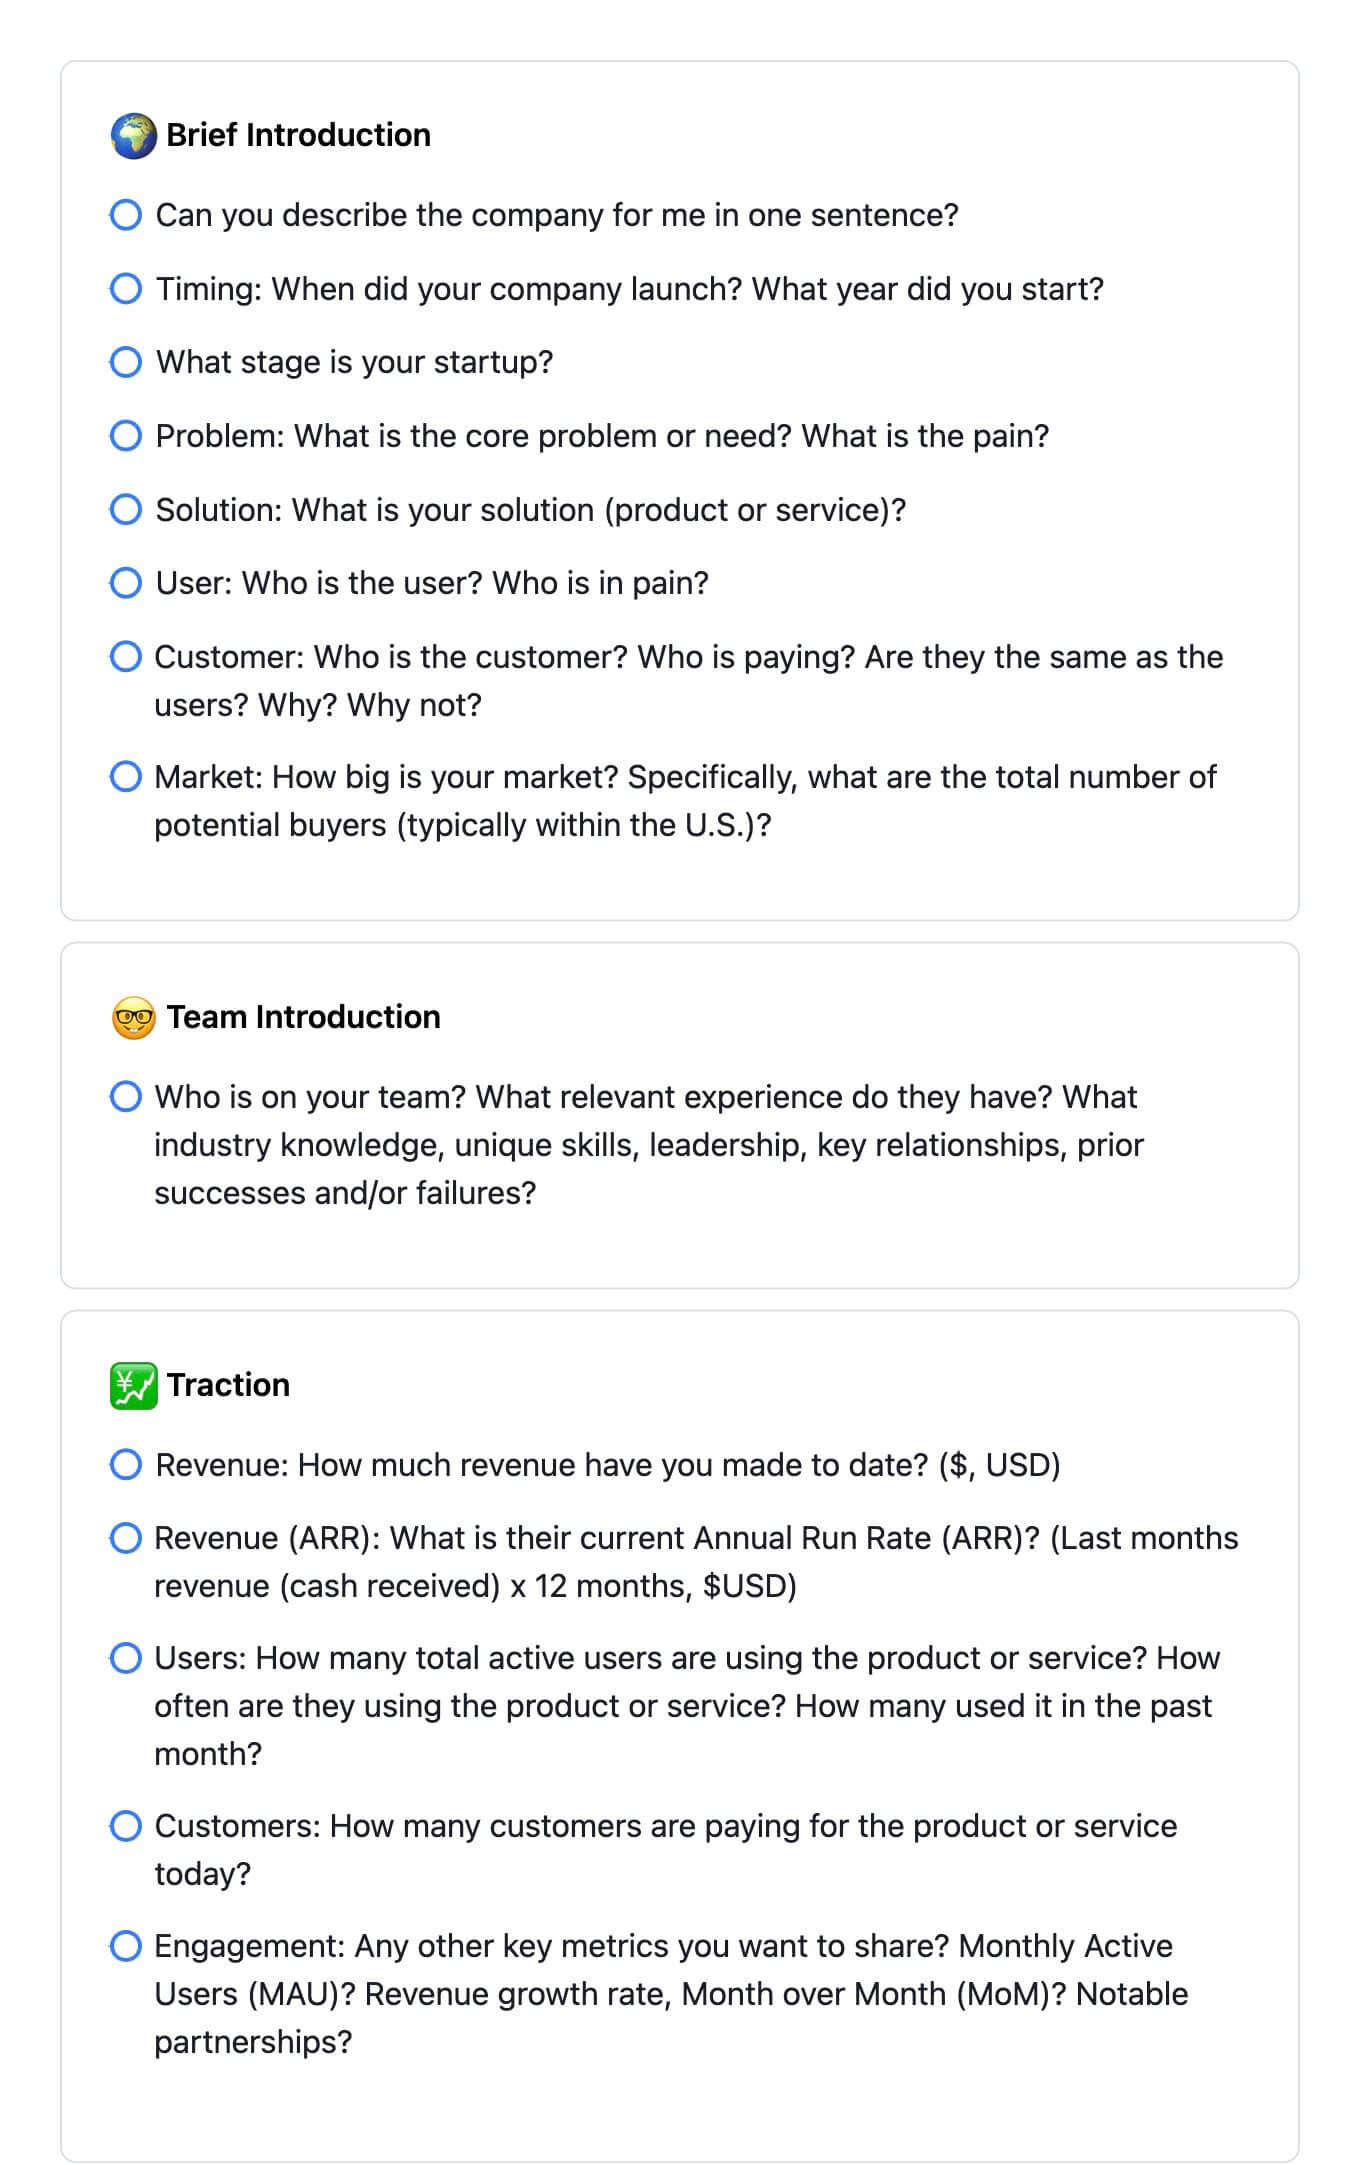 Brief Introduction
Can you describe the company for me in one sentence?
Timing: When did your company launch? What year did you start?
What stage is your startup?
Problem: What is the core problem or need? What is the pain?
Solution: What is your solution (product or service)?
User: Who is the user? Who is in pain?
Customer: Who is the customer? Who is paying? Are they the same as the
users? Why? Why not?
Market: How big is your market? Specifically, what are the total number of
potential buyers (typically within the U.S.)?
Team Introduction
Who is on your team? What relevant experience do they have? What
industry knowledge, unique skills, leadership, key relationships, prior
successes and/or failures?
Traction
Revenue: How much revenue have you made to date? ($, USD)
Revenue (ARR): What is their current Annual Run Rate (ARR)? (Last months
revenue (cash received) x 12 months, $USD)
Users: How many total active users are using the product or service? How
often are they using the product or service? How many used it in the past
month?
Customers: How many customers are paying for the product or service
today?
Engagement: Any other key metrics you want to share? Monthly Active
Users (MAU)? Revenue growth rate, Month over Month (MoM)? Notable
partnerships?